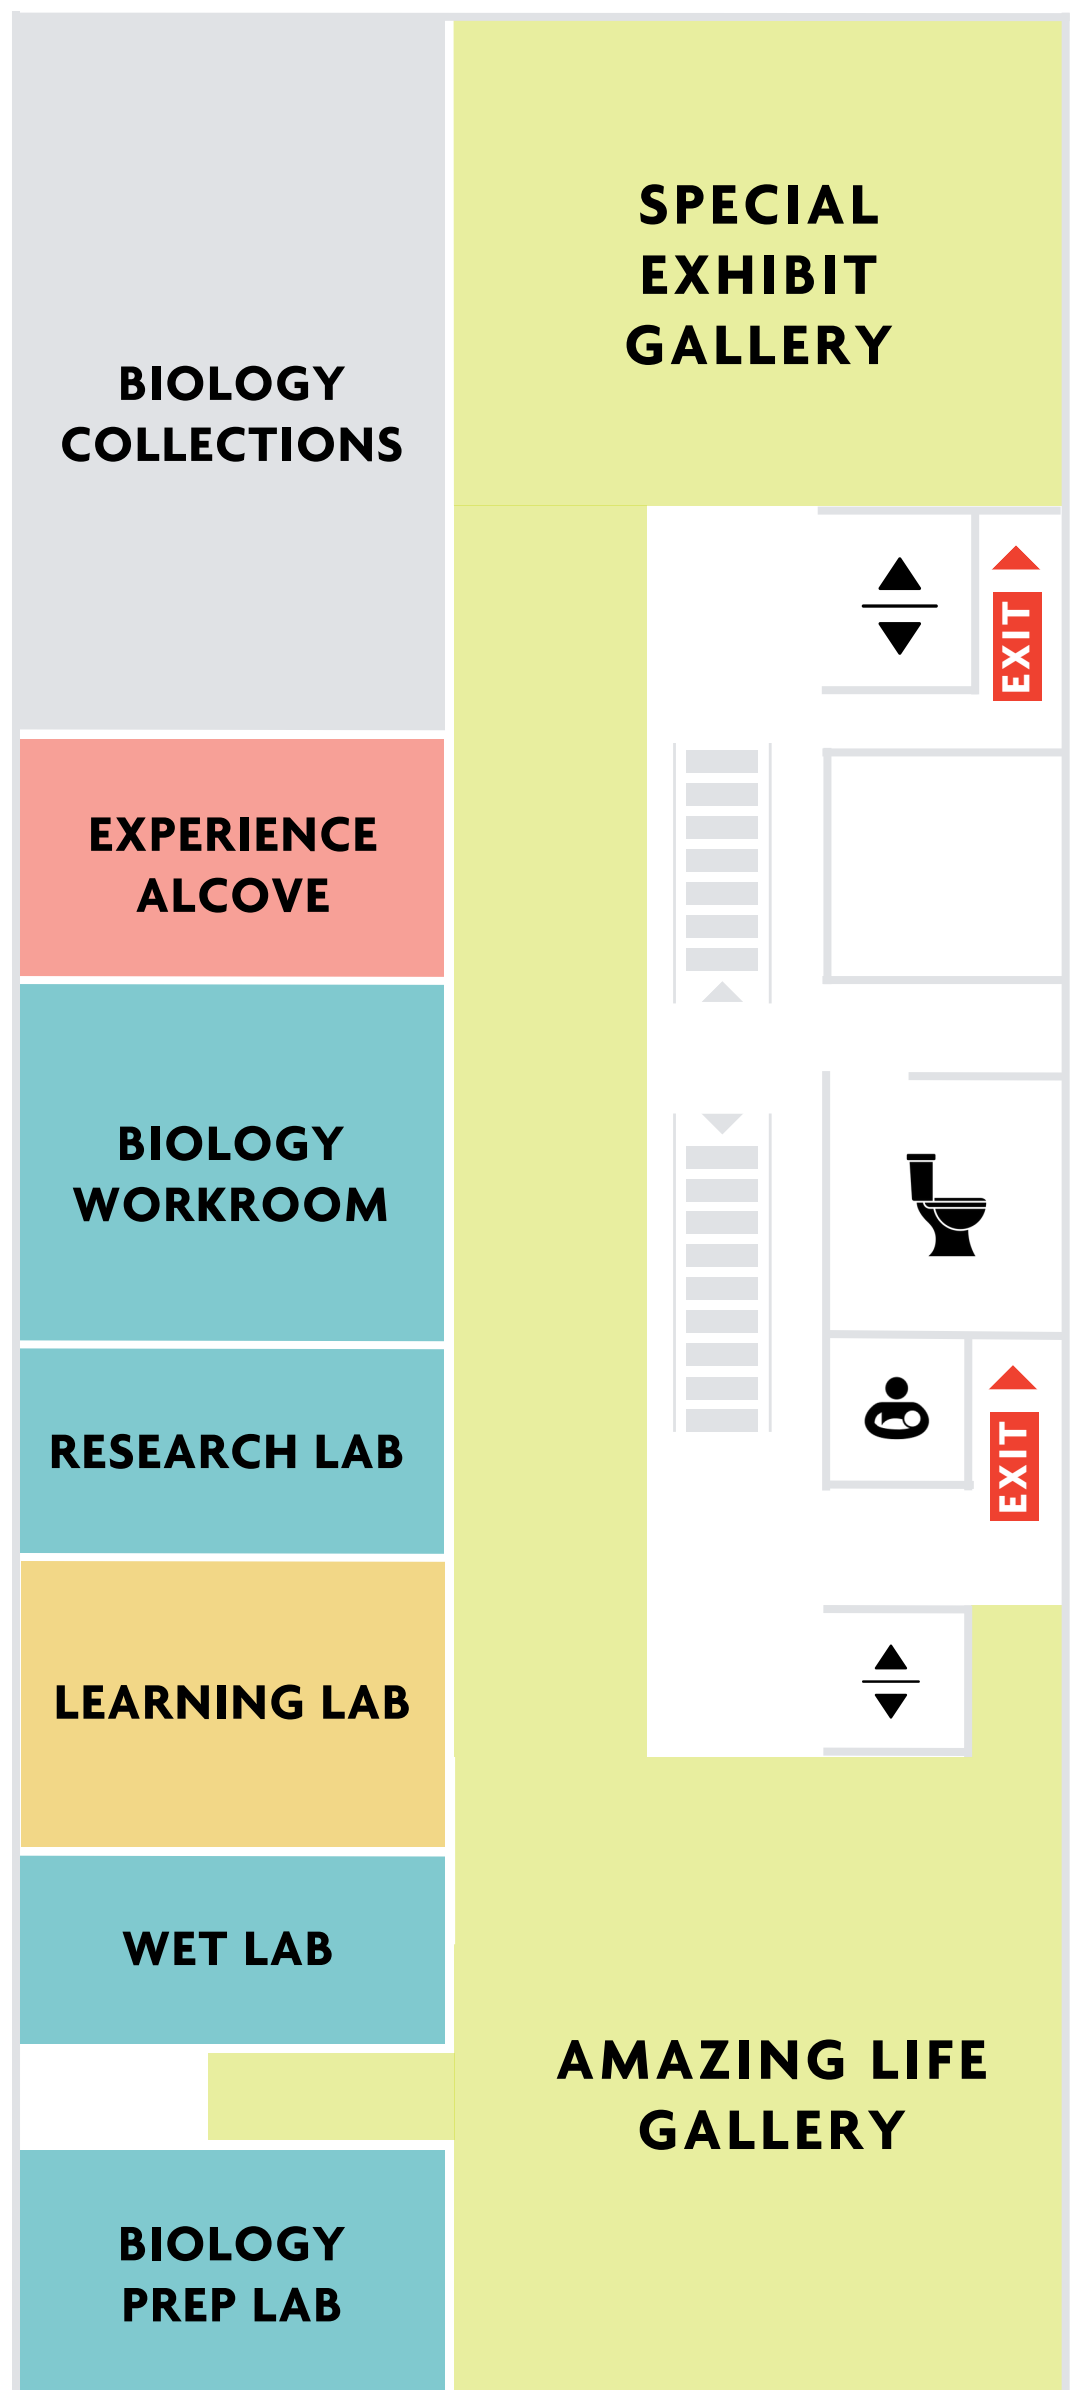 SPECIAL
EXHIBIT
GALLERY
BIOLOGY
COLLECTIONS
EXIT
EXPERIENCE
ALCOVE
BIOLOGY
WORKROOM
RESEARCH LAB
EXIT
LEARNING LAB
WET LAB
AMAZING LIFE
GALLERY
BIOLOGY
PREP LAB